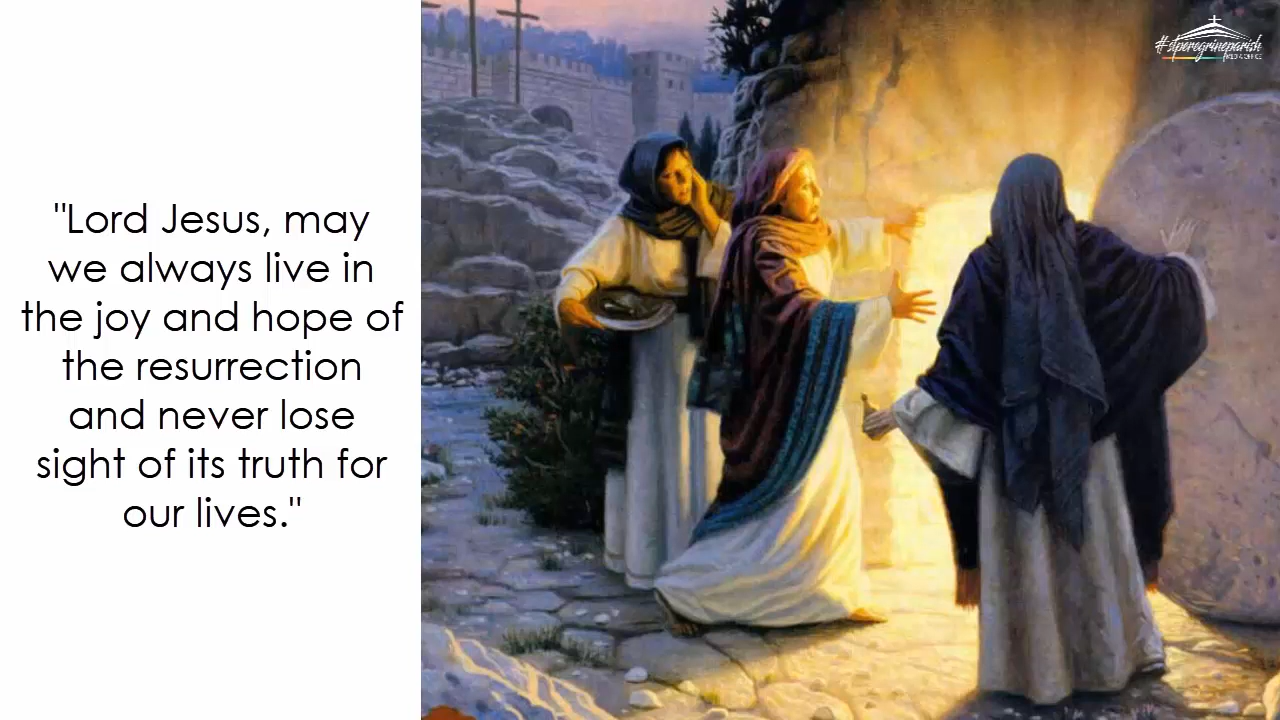 "Lord Jesus, may
we always live in
the joy and hope of
the resurrection
and never lose
sight of its truth for
our lives."
#stperegrineparish